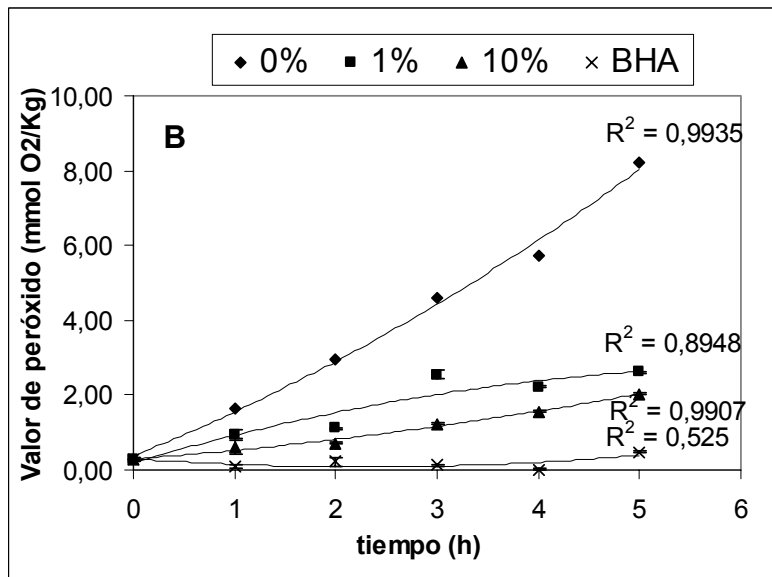 0% 1% 10% BHA
10,00
8,00
6,00
4,00
2,00
0,00
Valor de peróxido (mmol O2/Kg)
B
R² = 0,9935
R² = 0,8948
R² = 0,9907
R² = 0,525
0 1 2 3 4 5 6
tiempo (h)